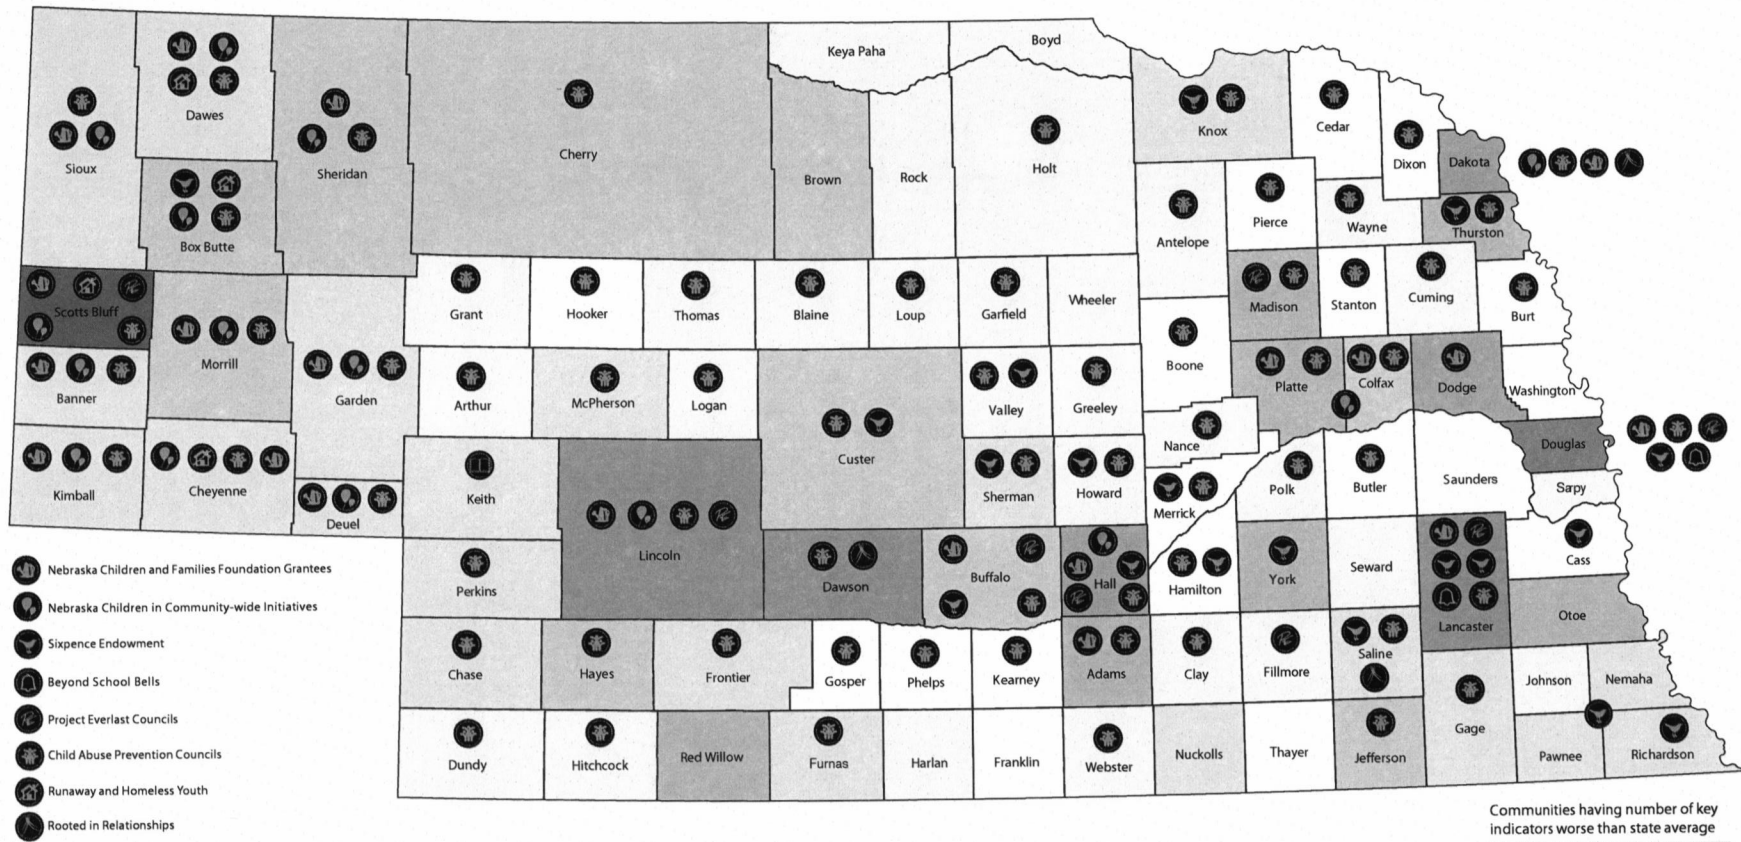 Keya Paha
Boyd
Dawes
Sioux
Sheridan
Cherry
Brown
Rock
Holt
Knox
Cedar
Dixon
Dakota
Box Butte
Antelope
Pierce
Wayne
Thurston
Scotts Bluff
Morrill
Garden
Grant
Hooker
Thomas
Blaine
Loup
Garfield
Wheeler
Madison
Stanton
Cuming
Burt
Boone
Banner
Arthur
McPherson
Logan
Valley
Greeley
Platte
Colfax
Dodge
Washington
Custer
Nance
Douglas
Kimball
Cheyenne
Deuel
Keith
Sherman
Howard
Merrick
Polk
Butler
Saunders
Sarpy
Lincoln
Dawson
Buffalo
Hall
Hamilton
York
Seward
Cass
Perkins
Lancaster
Otoe
Chase
Hayes
Frontier
Gosper
Phelps
Kearney
Adams
Clay
Fillmore
Saline
Johnson
Nemaha
Dundy
Hitchcock
Red Willow
Furnas
Harlan
Franklin
Webster
Nuckolls
Thayer
Jefferson
Gage
Pawnee
Richardson
Nebraska Children and Families Foundation Grantees
Nebraska Children in Community-wide Initiatives
Sixpence Endowment
Beyond School Bells
Project Everlast Councils
Child Abuse Prevention Councils
Runaway and Homeless Youth
Rooted in Relationships
Communities having number of key
indicators worse than state average